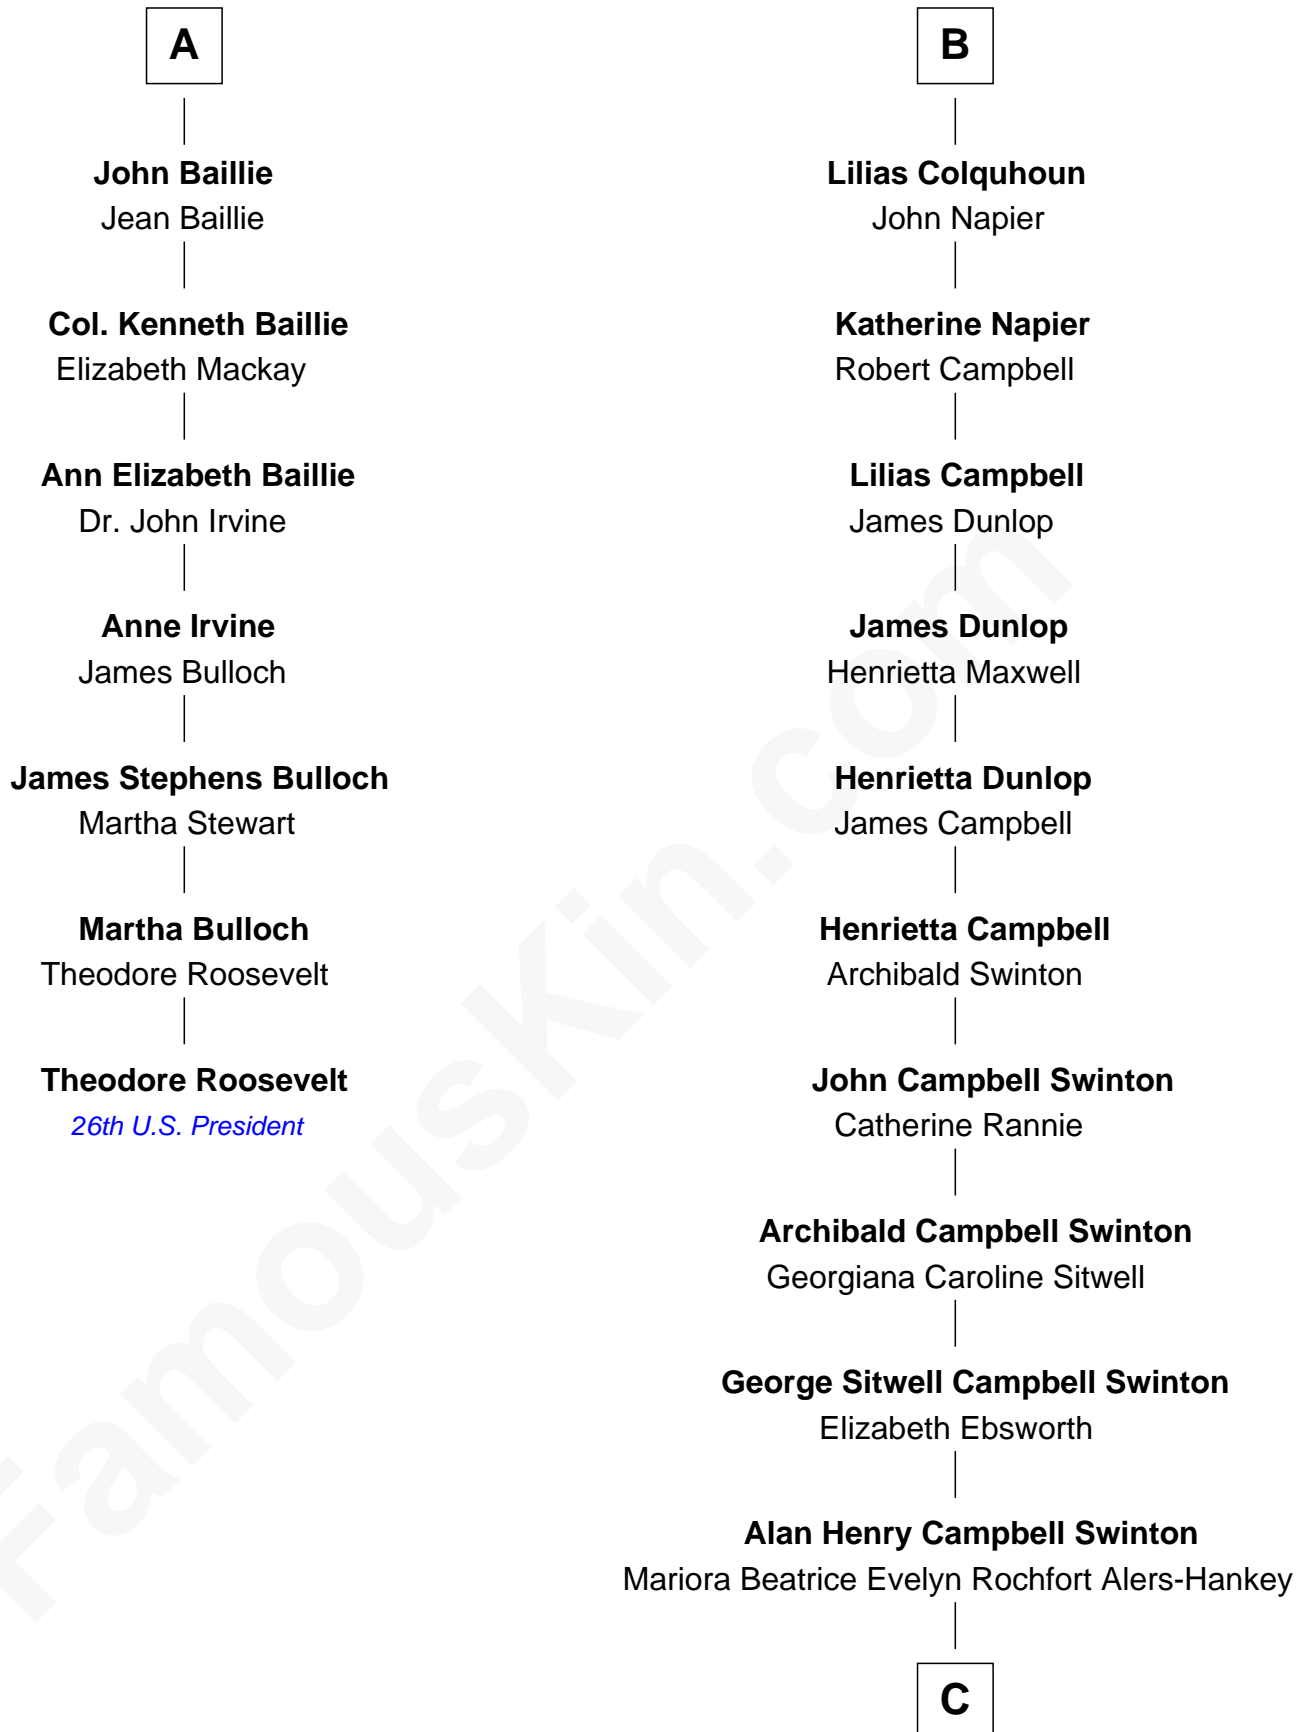 A
John Baillie
Jean Baillie
Col. Kenneth Baillie
Elizabeth Mackay
Ann Elizabeth Baillie
Dr. John Irvine
Anne Irvine
James Bulloch
James Stephens Bulloch
Martha Stewart
Martha Bulloch
Theodore Roosevelt
Theodore Roosevelt
26th U.S. President
B
Lilias Colquhoun
John Napier
Katherine Napier
Robert Campbell
Lilias Campbell
James Dunlop
James Dunlop
Henrietta Maxwell
Henrietta Dunlop
James Campbell
Henrietta Campbell
Archibald Swinton
John Campbell Swinton
Catherine Rannie
Archibald Campbell Swinton
Georgiana Caroline Sitwell
George Sitwell Campbell Swinton
Elizabeth Ebsworth
Alan Henry Campbell Swinton
Mariora Beatrice Evelyn Rochfort Alers-Hankey
C
FamousKin.com